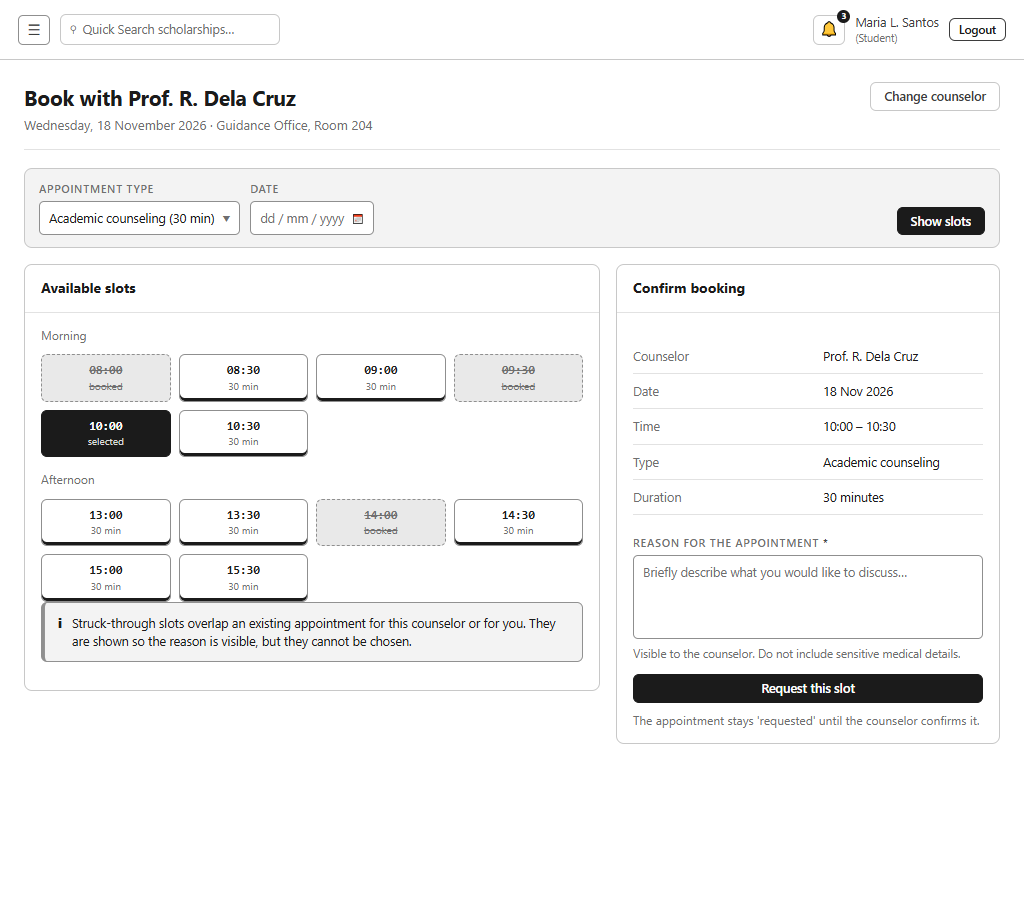 Quick Search scholarships...
3
Maria L. Santos
(Student)
Logout
Book with Prof. R. Dela Cruz
Change counselor
Wednesday, 18 November 2026 · Guidance Office, Room 204
APPOINTMENT TYPE
DATE
Academic counseling (30 min)
dd / mm / yyyy
Show slots
Available slots
Morning
08:00
booked
08:30
30 min
09:00
30 min
09:30
booked
10:00
selected
10:30
30 min
Afternoon
13:00
30 min
13:30
30 min
14:00
booked
14:30
30 min
15:00
30 min
15:30
30 min
i Struck-through slots overlap an existing appointment for this counselor or for you. They
are shown so the reason is visible, but they cannot be chosen.
Confirm booking
Counselor Prof. R. Dela Cruz
Date 18 Nov 2026
Time 10:00 – 10:30
Type Academic counseling
Duration 30 minutes
REASON FOR THE APPOINTMENT *
Briefly describe what you would like to discuss...
Visible to the counselor. Do not include sensitive medical details.
Request this slot
The appointment stays 'requested' until the counselor confirms it.